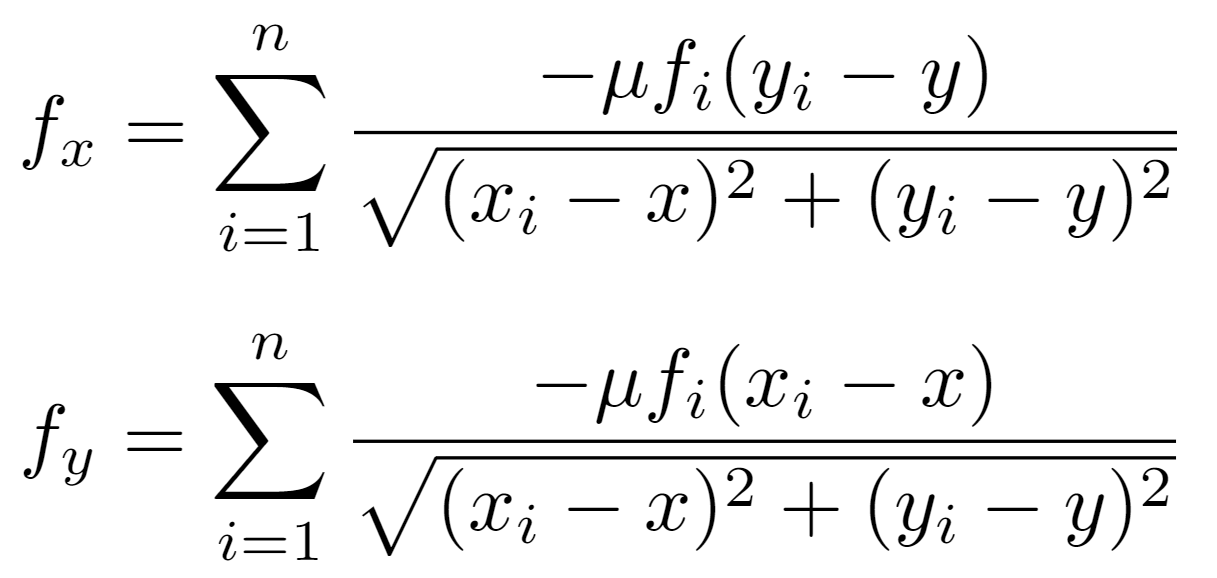 f_x = \sum_{i=1}^{n} \frac{-\mu f_i (y_i - y)}{\sqrt{(x_i - x)^2 + (y_i - y)^2}}
f_y = \sum_{i=1}^{n} \frac{-\mu f_i (x_i - x)}{\sqrt{(x_i - x)^2 + (y_i - y)^2}}